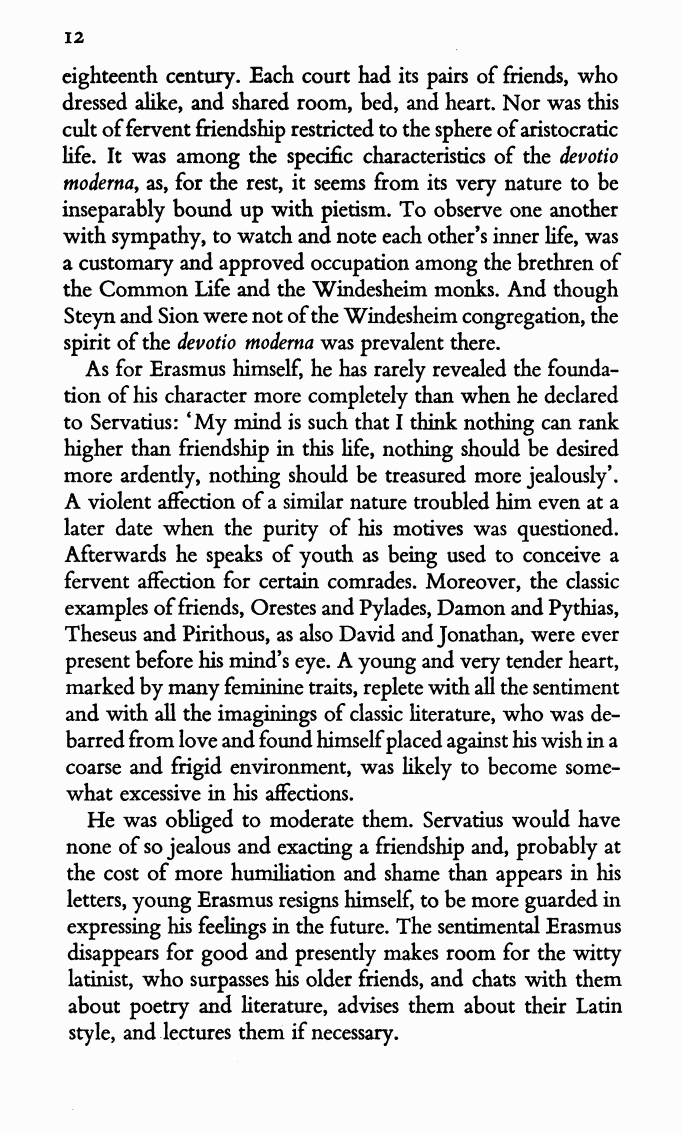 12
eighteenth century. Each court had its pairs of friends, who
dressed alike, and shared room, bed, and heart. Nor was this
cult of fervent friendship restricted to the sphere of aristocratic
life. It was among the specific characteristics of the devotio
moderna, as, for the rest, it seems from its very nature to be
inseparably bound up with pietism. To observe one another
with sympathy, to watch and note each other's inner life, was
a customary and approved occupation among the brethren of
the Common Life and the Windesheim monks. And though
Steyn and Sion were not of the Windesheim congregation, the
spirit of the devotio moderna was prevalent there.
As for Erasmus himself, he has rarely revealed the founda-
tion of his character more completely than when he declared
to Servatius: ‘My mind is such that I think nothing can rank
higher than friendship in this life, nothing should be desired
more ardently, nothing should be treasured more jealously’.
A violent affection of a similar nature troubled him even at a
later date when the purity of his motives was questioned.
Afterwards he speaks of youth as being used to conceive a
fervent affection for certain comrades. Moreover, the classic
examples of friends, Orestes and Pylades, Damon and Pythias,
Theseus and Pirithous, as also David and Jonathan, were ever
present before his mind's eye. A young and very tender heart,
marked by many feminine traits, replete with all the sentiment
and with all the imaginings of classic literature, who was de-
barred from love and found himself placed against his wish in a
coarse and frigid environment, was likely to become some-
what excessive in his affections.
He was obliged to moderate them. Servatius would have
none of so jealous and exacting a friendship and, probably at
the cost of more humiliation and shame than appears in his
letters, young Erasmus resigns himself, to be more guarded in
expressing his feelings in the future. The sentimental Erasmus
disappears for good and presently makes room for the witty
latinist, who surpasses his older friends, and chats with them
about poetry and literature, advises them about their Latin
style, and lectures them if necessary.